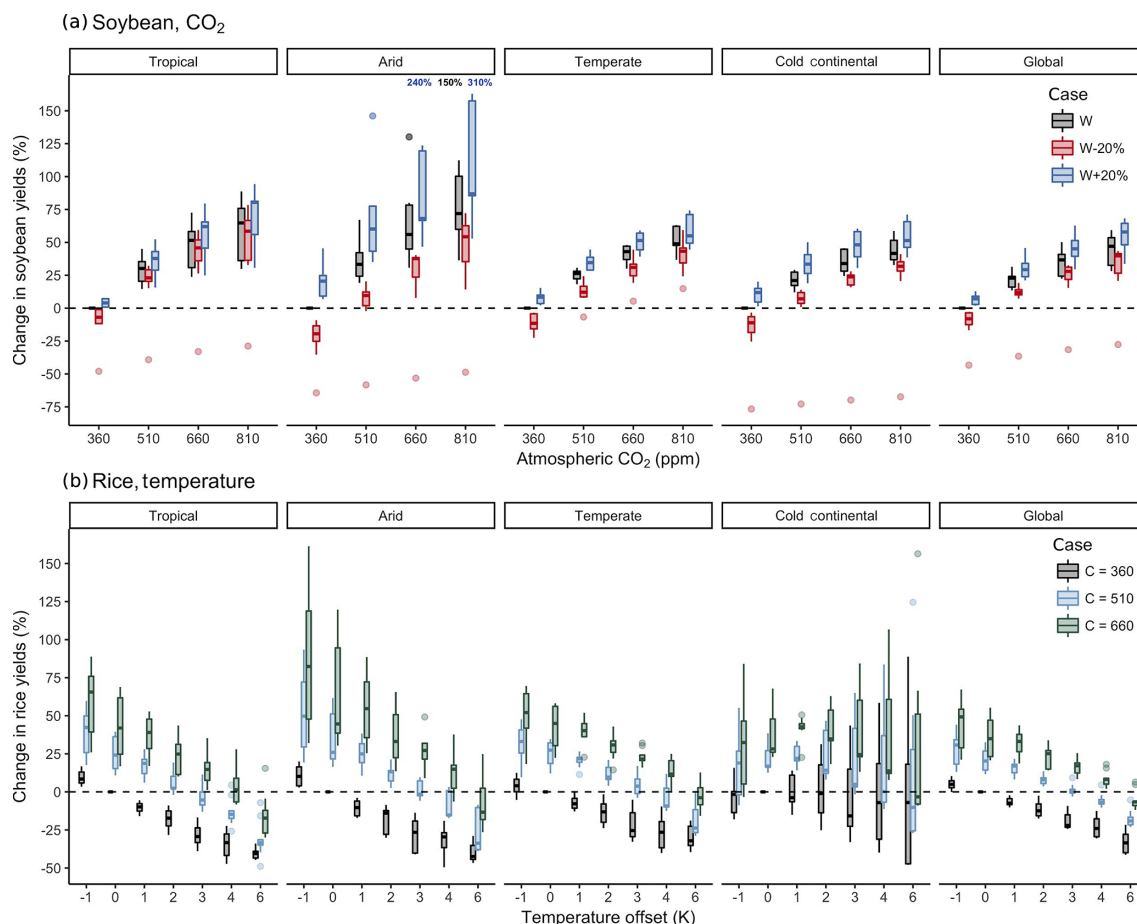 (a) Soybean, CO₂
Tropical Arid Temperate Cold continental Global
240% 150% 310%
Change in soybean yields (%)
150
125
100
75
50
25
0
-25
-50
-75
Case
W
W-20%
W+20%
360 510 660 810 360 510 660 810 360 510 660 810 360 510 660 810 360 510 660 810
Atmospheric CO₂ (ppm)
(b) Rice, temperature
Tropical Arid Temperate Cold continental Global
Change in rice yields (%)
150
125
100
75
50
25
0
-25
-50
Case
C = 360
C = 510
C = 660
-1 0 1 2 3 4 6 -1 0 1 2 3 4 6 -1 0 1 2 3 4 6 -1 0 1 2 3 4 6 -1 0 1 2 3 4 6
Temperature offset (K)